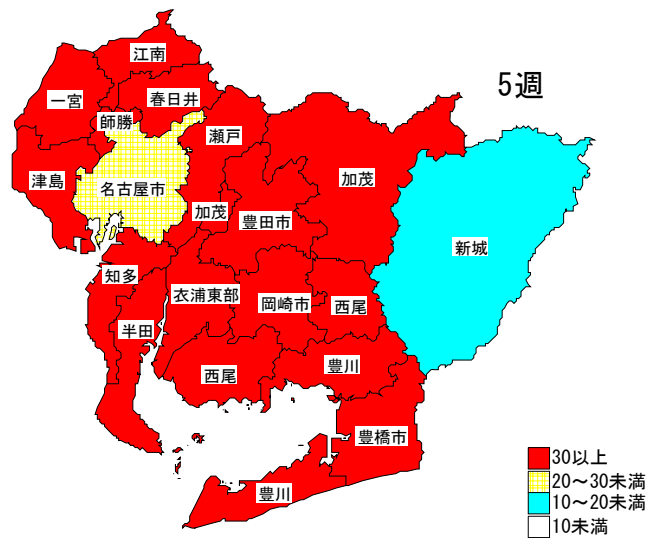 江南
5週
一宮
春日井
師勝
瀬戸
津島
名古屋市
加茂
加茂
豊田市
新城
知多
衣浦東部
岡崎市
西尾
半田
西尾
豊川
豊橋市
豊川
30以上
20~30未満
10~20未満
10未満